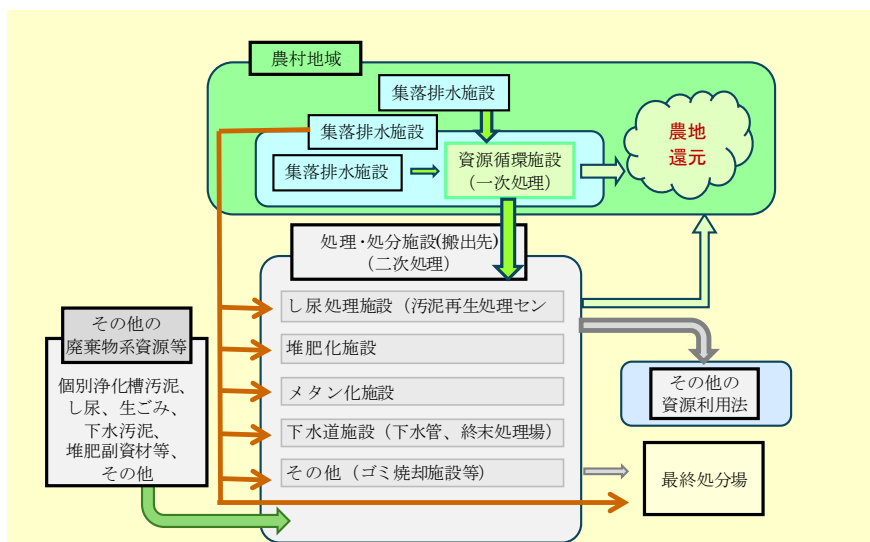 農村地域
集落排水施設
集落排水施設
集落排水施設
資源循環施設
（一次処理）
農地
還元
処理・処分施設(搬出先)
（二次処理）
し尿処理施設（汚泥再生処理セン
堆肥化施設
メタン化施設
下水道施設（下水管、終末処理場）
その他（ゴミ焼却施設等）
その他の
廃棄物系資源等
個別浄化槽汚泥、
し尿、生ごみ、
下水汚泥、
堆肥副資材等、
その他
その他の
資源利用法
最終処分場